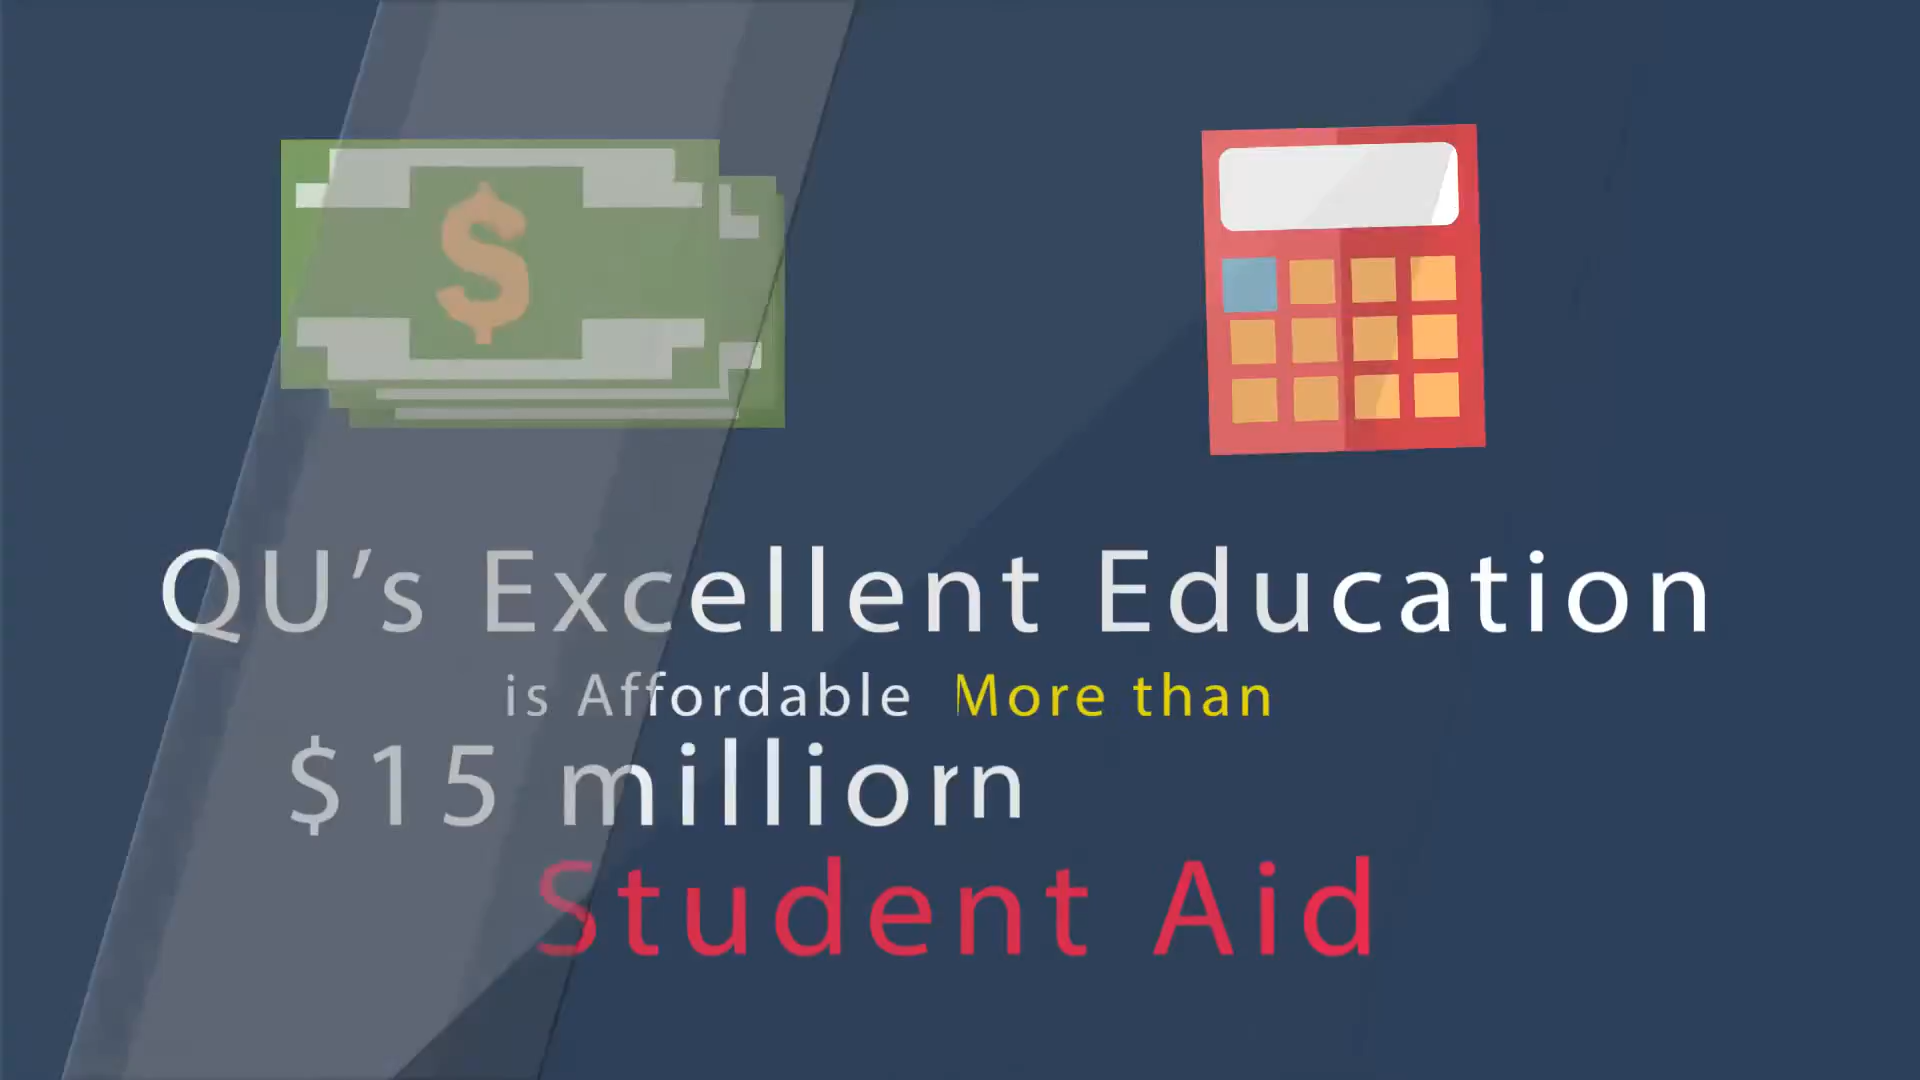 QU’s Excellent Education
is Affordable More than
$15 milliorn
Student Aid
$